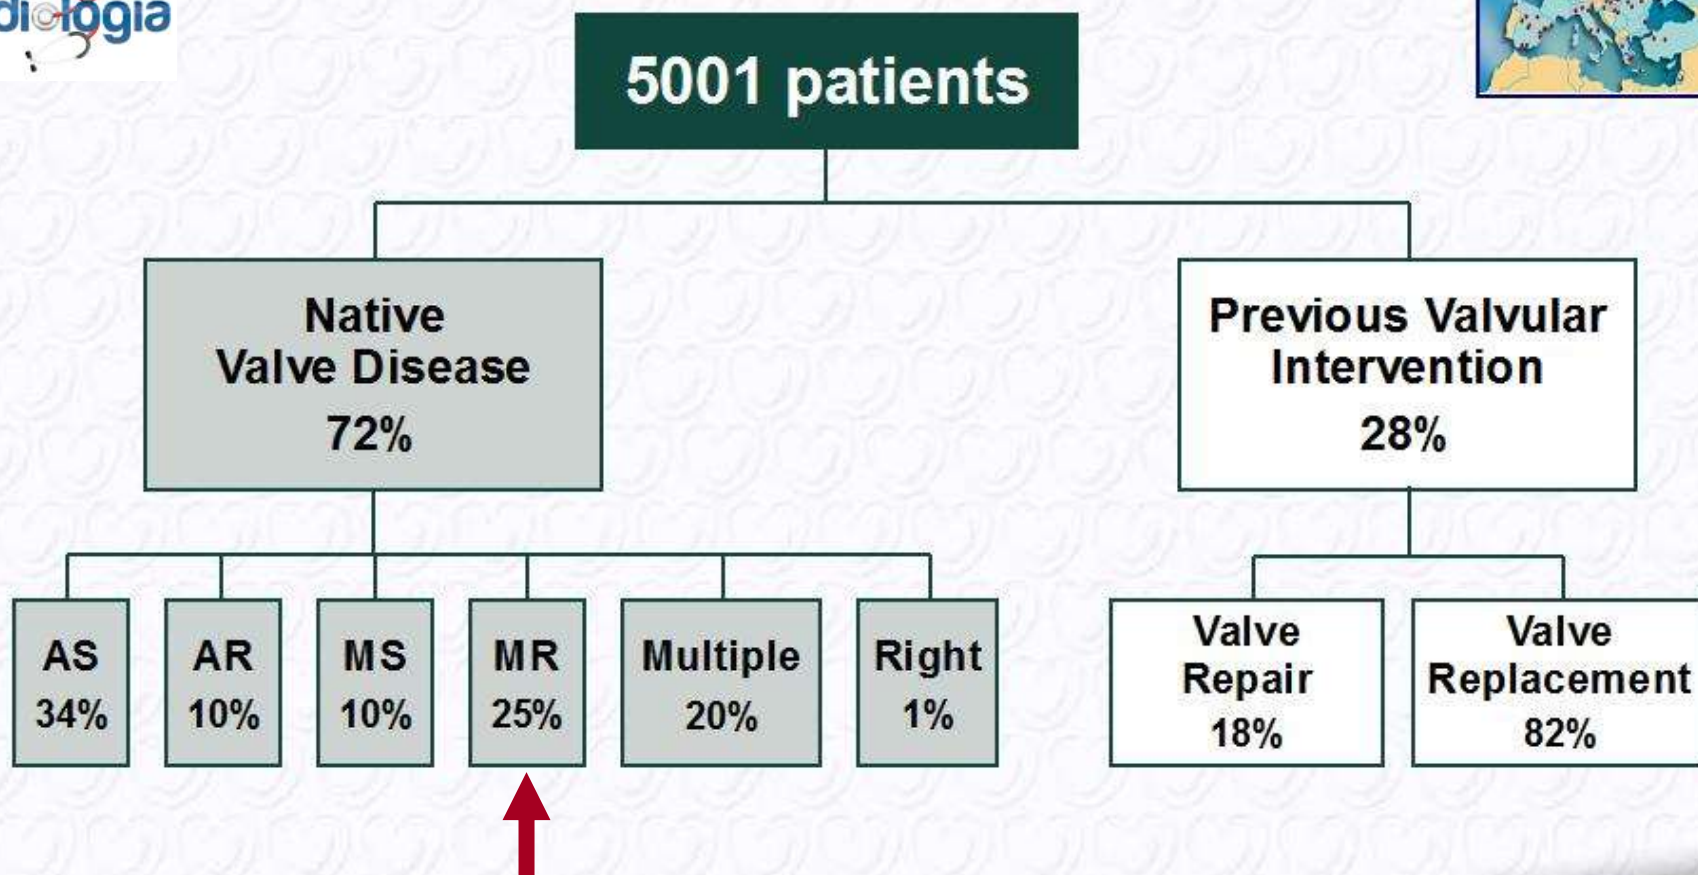 5001 patients
Native
Valve Disease
72%
Previous Valvular
Intervention
28%
AS
34%
AR
10%
MS
10%
MR
25%
Multiple
20%
Right
1%
Valve
Repair
18%
Valve
Replacement
82%